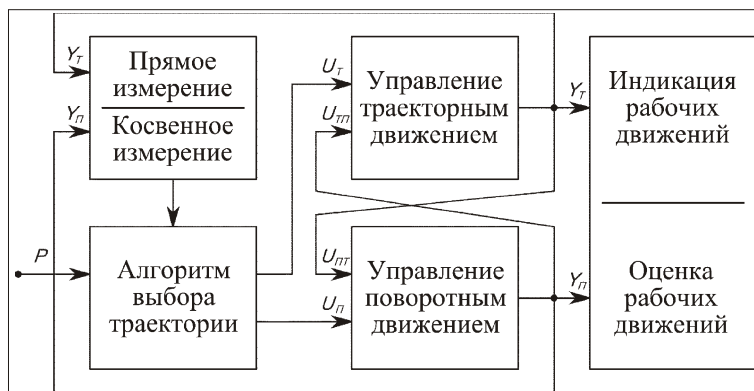 Y_Т
Y_П
Прямое
измерение
Косвенное
измерение
U_Т
U_ТП
Управление
траекторным
движением
Y_Т
Индикация
рабочих
движений
P
Алгоритм
выбора
траектории
U_ПТ
U_П
Управление
поворотным
движением
Y_П
Оценка
рабочих
движений